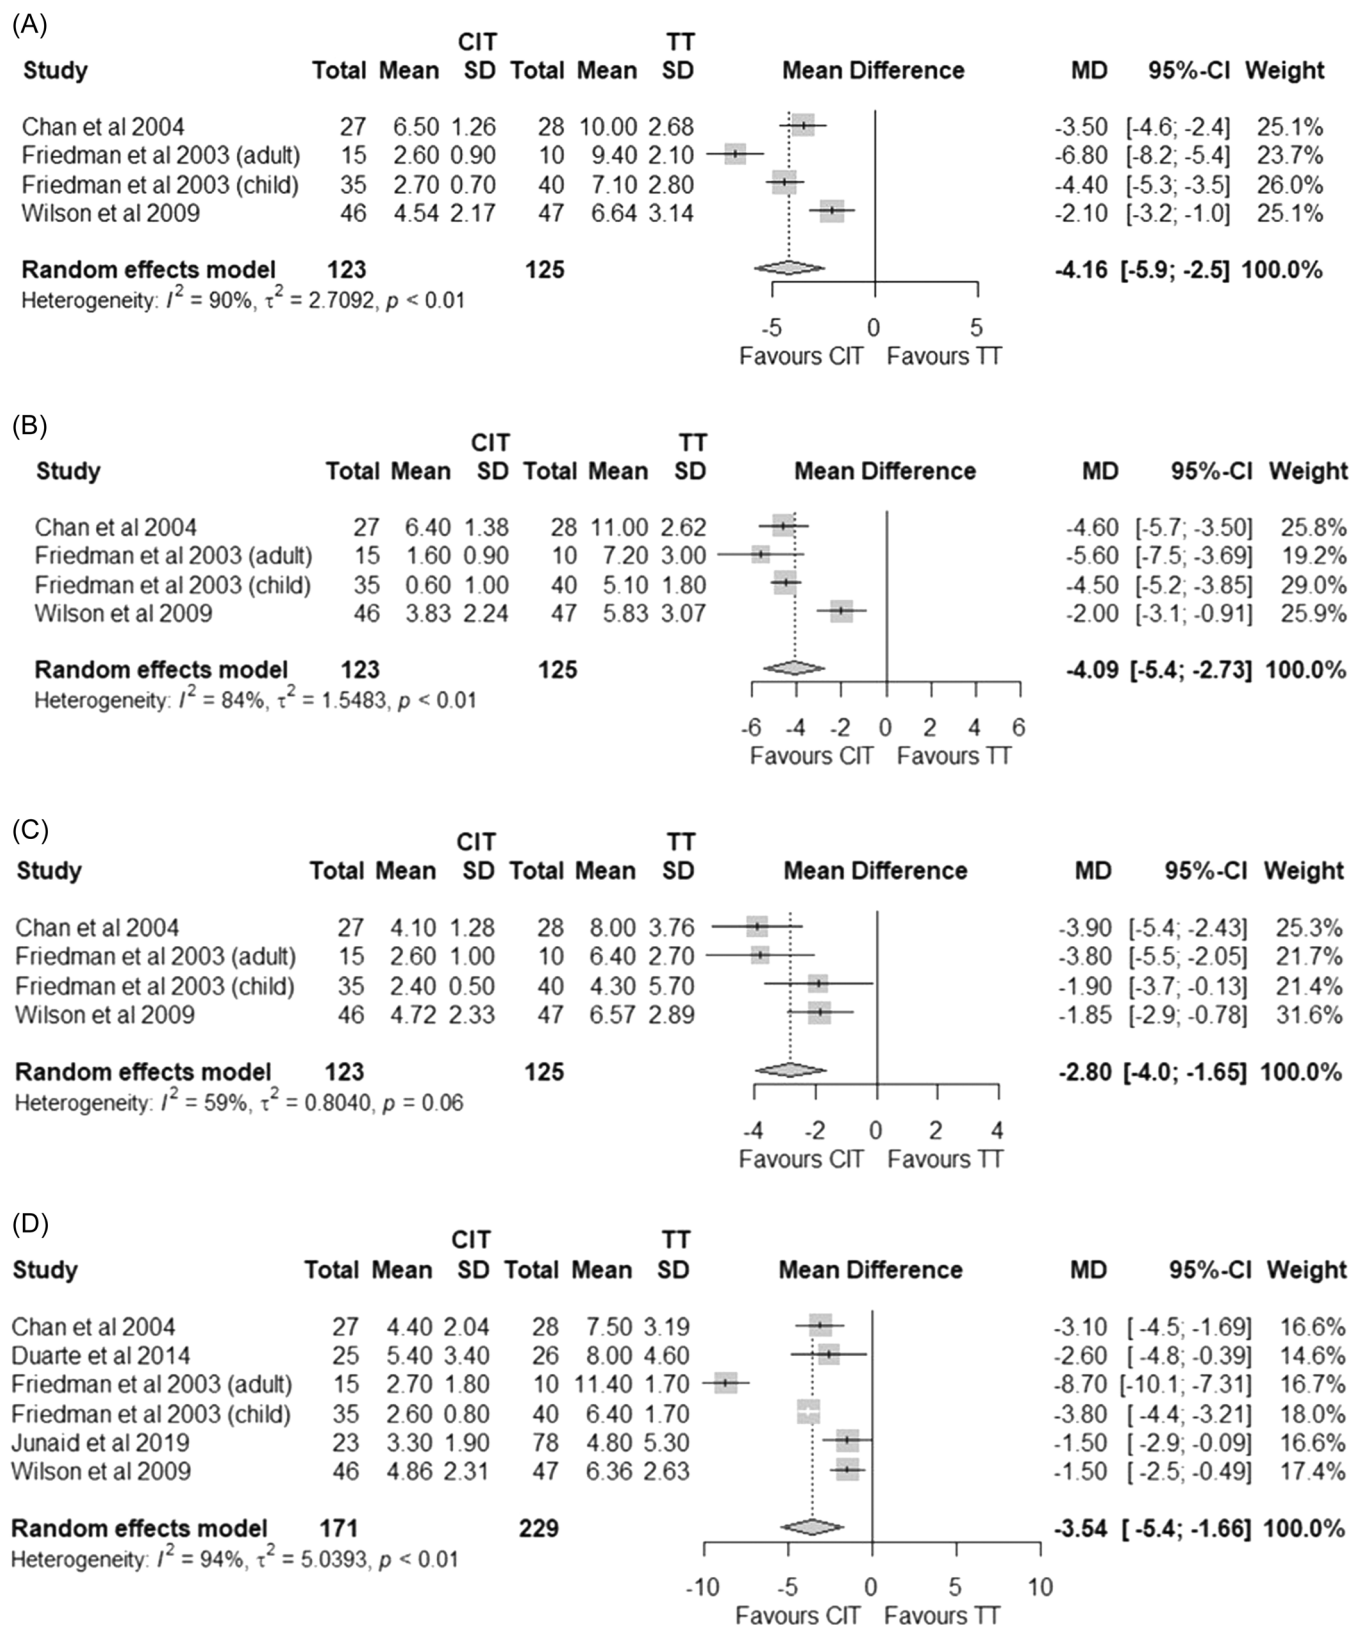 (A)
CIT TT
Study Total Mean SD Total Mean SD Mean Difference MD 95%-CI Weight
Chan et al 2004 27 6.50 1.26 28 10.00 2.68 -3.50 [-4.6; -2.4] 25.1%
Friedman et al 2003 (adult) 15 2.60 0.90 10 9.40 2.10 -6.80 [-8.2; -5.4] 23.7%
Friedman et al 2003 (child) 35 2.70 0.70 40 7.10 2.80 -4.40 [-5.3; -3.5] 26.0%
Wilson et al 2009 46 4.54 2.17 47 6.64 3.14 -2.10 [-3.2; -1.0] 25.1%
Random effects model 123 125 -4.16 [-5.9; -2.5] 100.0%
Heterogeneity: I² = 90%, τ² = 2.7092, p < 0.01
-5 0 5
Favours CIT Favours TT
(B)
CIT TT
Study Total Mean SD Total Mean SD Mean Difference MD 95%-CI Weight
Chan et al 2004 27 6.40 1.38 28 11.00 2.62 -4.60 [-5.7; -3.50] 25.8%
Friedman et al 2003 (adult) 15 1.60 0.90 10 7.20 3.00 -5.60 [-7.5; -3.69] 19.2%
Friedman et al 2003 (child) 35 0.60 1.00 40 5.10 1.80 -4.50 [-5.2; -3.85] 29.0%
Wilson et al 2009 46 3.83 2.24 47 5.83 3.07 -2.00 [-3.1; -0.91] 25.9%
Random effects model 123 125 -4.09 [-5.4; -2.73] 100.0%
Heterogeneity: I² = 84%, τ² = 1.5483, p < 0.01
-6 -4 -2 0 2 4 6
Favours CIT Favours TT
(C)
CIT TT
Study Total Mean SD Total Mean SD Mean Difference MD 95%-CI Weight
Chan et al 2004 27 4.10 1.28 28 8.00 3.76 -3.90 [-5.4; -2.43] 25.3%
Friedman et al 2003 (adult) 15 2.60 1.00 10 6.40 2.70 -3.80 [-5.5; -2.05] 21.7%
Friedman et al 2003 (child) 35 2.40 0.50 40 4.30 5.70 -1.90 [-3.7; -0.13] 21.4%
Wilson et al 2009 46 4.72 2.33 47 6.57 2.89 -1.85 [-2.9; -0.78] 31.6%
Random effects model 123 125 -2.80 [-4.0; -1.65] 100.0%
Heterogeneity: I² = 59%, τ² = 0.8040, p = 0.06
-4 -2 0 2 4
Favours CIT Favours TT
(D)
CIT TT
Study Total Mean SD Total Mean SD Mean Difference MD 95%-CI Weight
Chan et al 2004 27 4.40 2.04 28 7.50 3.19 -3.10 [ -4.5; -1.69] 16.6%
Duarte et al 2014 25 5.40 3.40 26 8.00 4.60 -2.60 [ -4.8; -0.39] 14.6%
Friedman et al 2003 (adult) 15 2.70 1.80 10 11.40 1.70 -8.70 [-10.1; -7.31] 16.7%
Friedman et al 2003 (child) 35 2.60 0.80 40 6.40 1.70 -3.80 [ -4.4; -3.21] 18.0%
Junaid et al 2019 23 3.30 1.90 78 4.80 5.30 -1.50 [ -2.9; -0.09] 16.6%
Wilson et al 2009 46 4.86 2.31 47 6.36 2.63 -1.50 [ -2.5; -0.49] 17.4%
Random effects model 171 229 -3.54 [ -5.4; -1.66] 100.0%
Heterogeneity: I² = 94%, τ² = 5.0393, p < 0.01
-10 -5 0 5 10
Favours CIT Favours TT